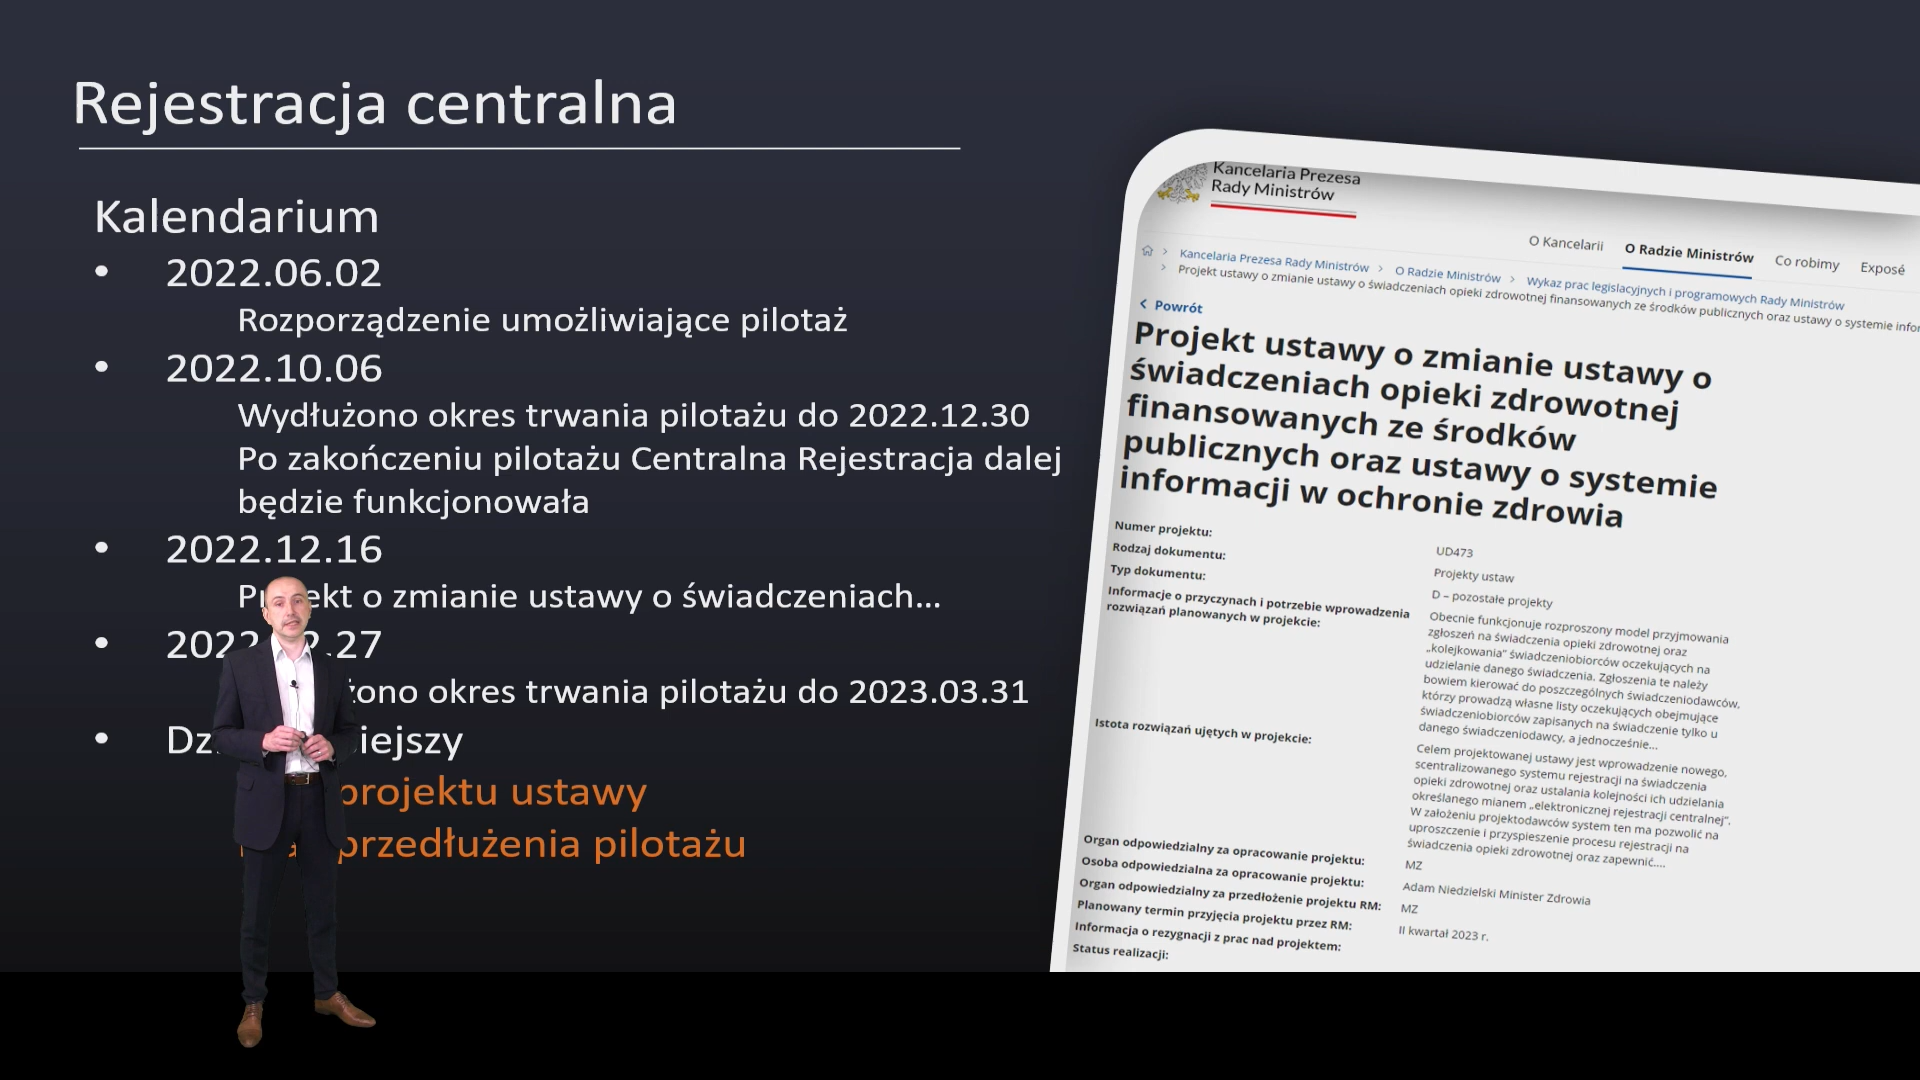 Rejestracja centralna
Kalendarium
• 2022.06.02
Rozporządzenie umożliwiające pilotaż
• 2022.10.06
Wydłużono okres trwania pilotażu do 2022.12.30
Po zakończeniu pilotażu Centralna Rejestracja dalej
będzie funkcjonowała
• 2022.12.16
o zmianie ustawy o świadczeniach...
•
okres trwania pilotażu do 2023.03.31
•
projektu ustawy
przedłużenia pilotażu
Kancelaria Prezesa
Rady Ministrów
O Kancelarii O Radzie Ministrów Co robimy Exposé
> Kancelaria Prezesa Rady Ministrów > O Radzie Ministrów > Wykaz prac legislacyjnych i programowych Rady Ministrów
> Projekt ustawy o zmianie ustawy o świadczeniach opieki zdrowotnej finansowanych ze środków publicznych oraz ustawy o systemie
< Powrót
Projekt ustawy o zmianie ustawy o
świadczeniach opieki zdrowotnej
finansowanych ze środków
publicznych oraz ustawy o systemie
informacji w ochronie zdrowia
Numer projektu: UD473
Rodzaj dokumentu: Projekty ustaw
Typ dokumentu: D – pozostałe projekty
Informacje o przyczynach i potrzebie wprowadzenia
rozwiązań planowanych w projekcie:
Obecnie funkcjonuje rozproszony model przyjmowania
zgłoszeń na świadczenia opieki zdrowotnej oraz
„kolejkowania” świadczeniobiorców oczekujących na
udzielanie danego świadczenia. Zgłoszenia te należy
bowiem kierować do poszczególnych świadczeniodawców,
którzy prowadzą własne listy oczekujących obejmujące
świadczeniobiorców zapisanych na świadczenie tylko u
danego świadczeniodawcy, a jednocześnie...
Istota rozwiązań ujętych w projekcie:
Celem projektowanej ustawy jest wprowadzenie nowego,
scentralizowanego systemu rejestracji na świadczenia
opieki zdrowotnej oraz ustalania kolejności ich udzielania
określanego mianem „elektronicznej rejestracji centralnej”.
W założeniu projektodawców system ten ma pozwolić na
uproszczenie i przyspieszenie procesu rejestracji na
świadczenia opieki zdrowotnej oraz zapewnić....
Organ odpowiedzialny za opracowanie projektu: MZ
Osoba odpowiedzialna za opracowanie projektu: Adam Niedzielski Minister Zdrowia
Organ odpowiedzialny za przedłożenie projektu RM: MZ
Planowany termin przyjęcia projektu przez RM: II kwartał 2023 r.
Informacja o rezygnacji z prac nad projektem:
Status realizacji: